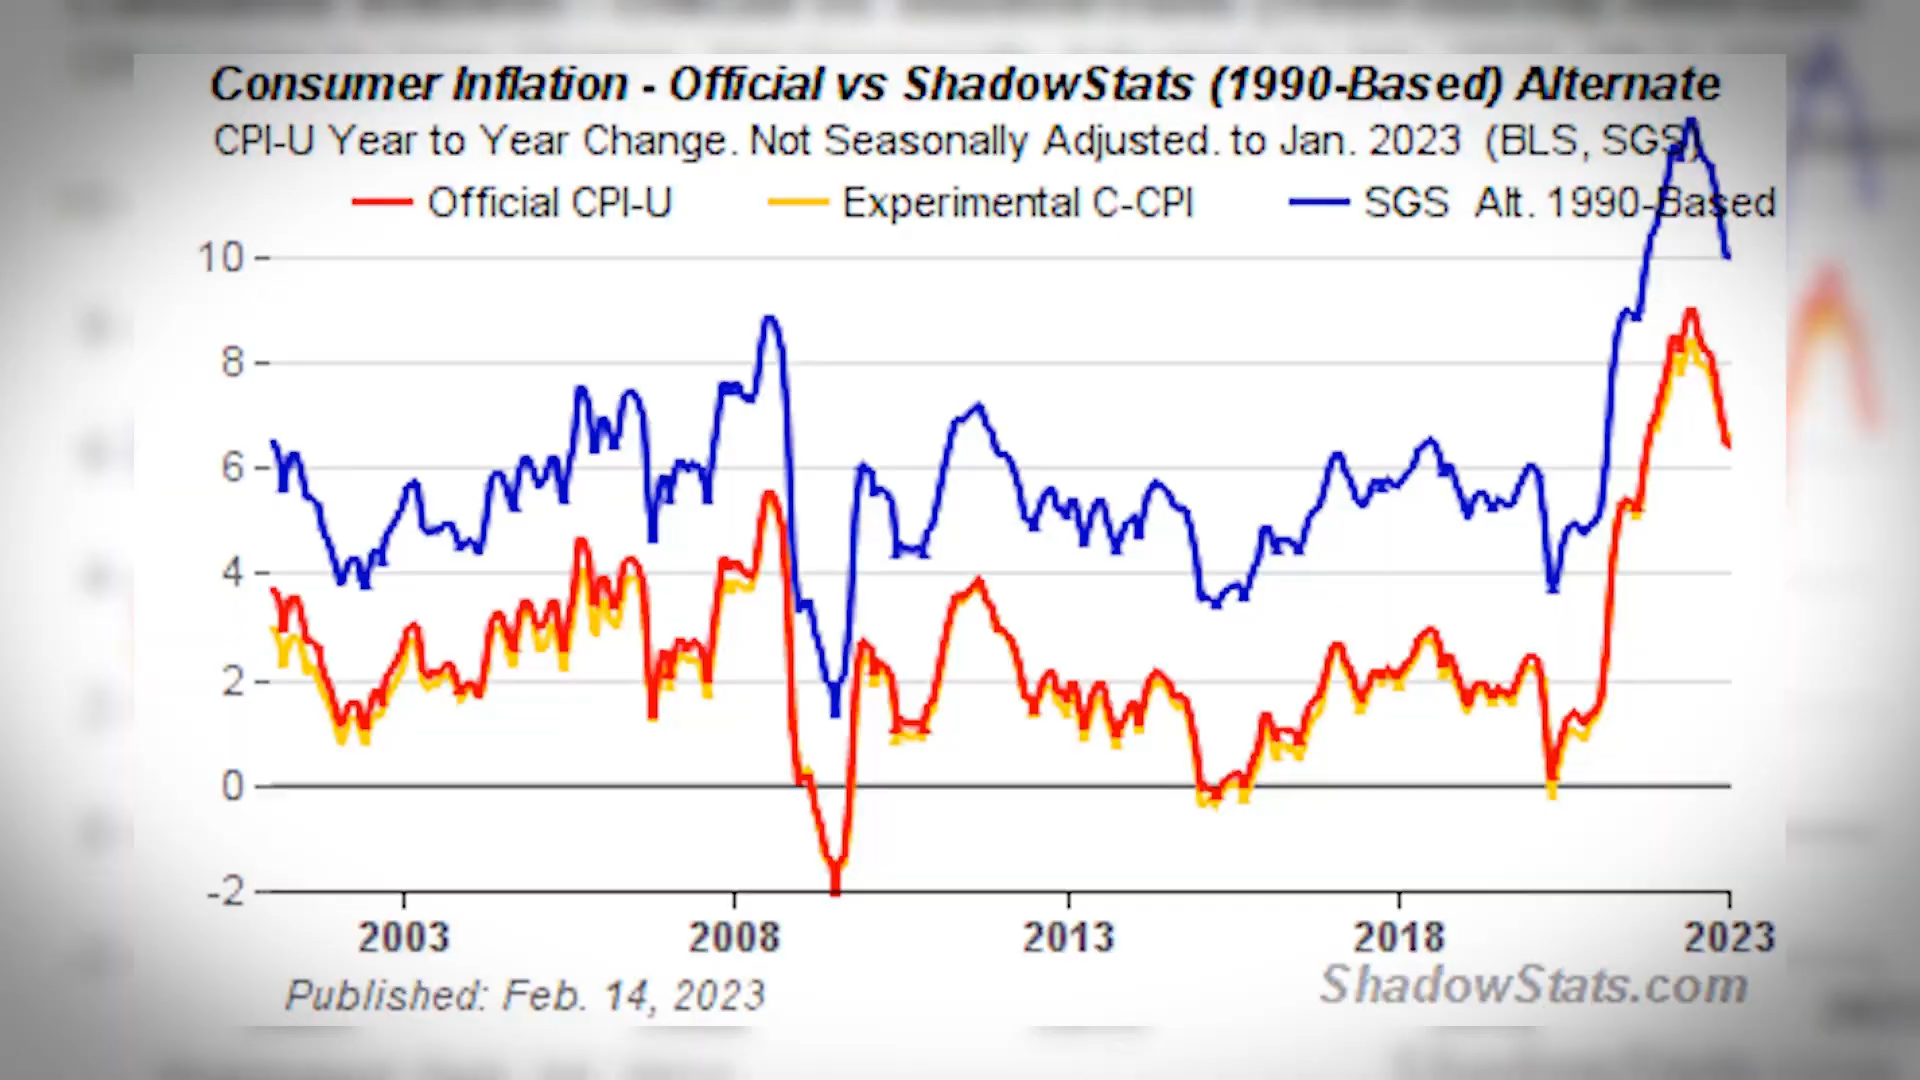 Consumer Inflation - Official vs ShadowStats (1990-Based) Alternate
CPI-U Year to Year Change. Not Seasonally Adjusted. to Jan. 2023 (BLS, SGS)
Official CPI-U Experimental C-CPI SGS Alt. 1990-Based
10
8
6
4
2
0
-2
2003 2008 2013 2018 2023
Published: Feb. 14, 2023 ShadowStats.com